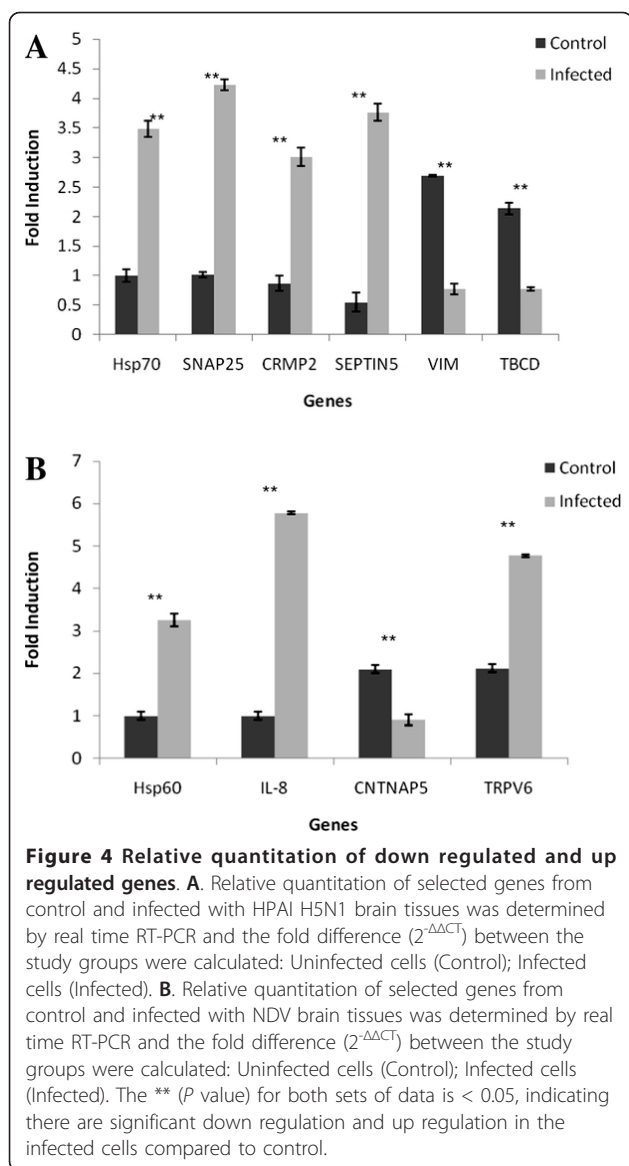 A
5
4.5
4
3.5
3
2.5
2
1.5
1
0.5
0
Fold Induction
Control
Infected
**
**
**
**
**
**
Hsp70 SNAP25 CRMP2 SEPTIN5 VIM TBCD
Genes
B
7
6
5
4
3
2
1
0
Fold Induction
Control
Infected
**
**
**
**
Hsp60 IL-8 CNTNAP5 TRPV6
Genes
Figure 4 Relative quantitation of down regulated and up
regulated genes. A. Relative quantitation of selected genes from
control and infected with HPAI H5N1 brain tissues was determined
by real time RT-PCR and the fold difference (2-ΔΔCT) between the
study groups were calculated: Uninfected cells (Control); Infected
cells (Infected). B. Relative quantitation of selected genes from
control and infected with NDV brain tissues was determined by real
time RT-PCR and the fold difference (2-ΔΔCT) between the study
groups were calculated: Uninfected cells (Control); Infected cells
(Infected). The ** (P value) for both sets of data is < 0.05, indicating
there are significant down regulation and up regulation in the
infected cells compared to control.